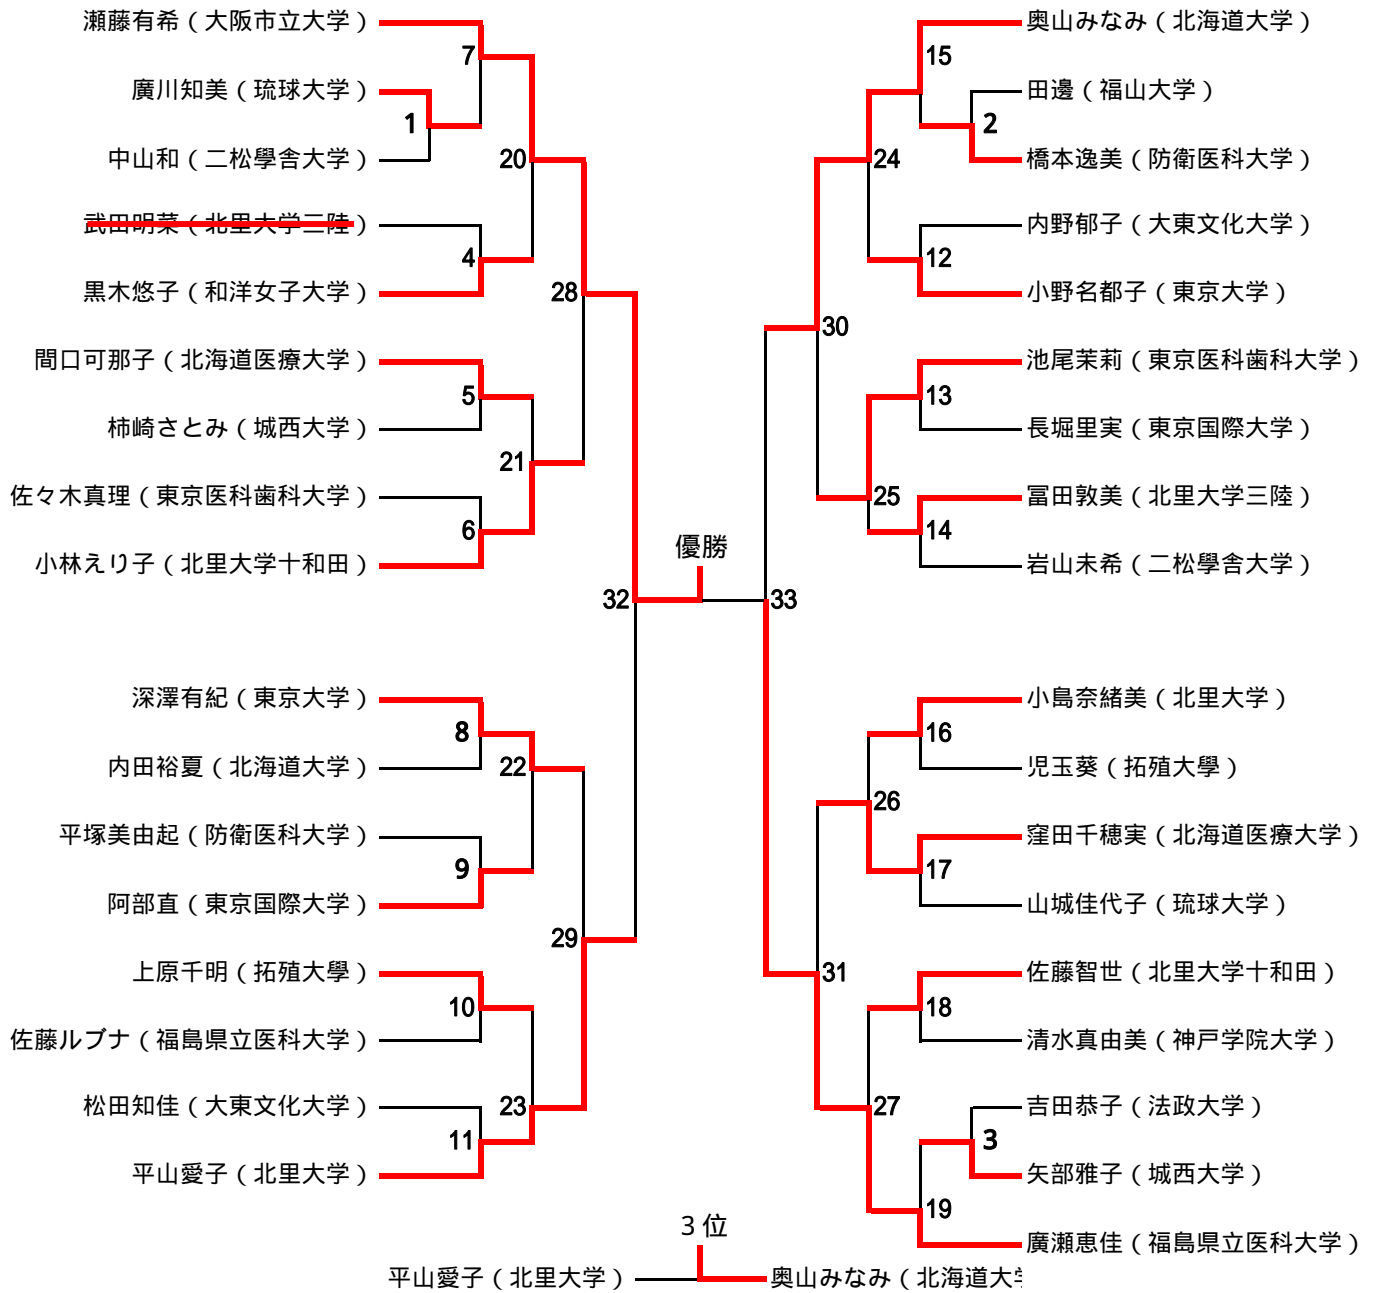 瀬藤有希（大阪市立大学）
7
廣川知美（琉球大学）
1
中山和（二松學舎大学）
20
武田明菜（北里大学三陸）
4
黒木悠子（和洋女子大学）
28
間口可那子（北海道医療大学）
5
柿崎さとみ（城西大学）
21
佐々木真理（東京医科歯科大学）
6
小林えり子（北里大学十和田）
32
深澤有紀（東京大学）
8
内田裕夏（北海道大学）
22
平塚美由起（防衛医科大学）
9
阿部直（東京国際大学）
29
上原千明（拓殖大學）
10
佐藤ルブナ（福島県立医科大学）
23
松田知佳（大東文化大学）
11
平山愛子（北里大学）
優勝
奥山みなみ（北海道大学）
15
田邊（福山大学）
2
橋本逸美（防衛医科大学）
24
内野郁子（大東文化大学）
12
小野名都子（東京大学）
30
池尾茉莉（東京医科歯科大学）
13
長堀里実（東京国際大学）
25
冨田敦美（北里大学三陸）
14
岩山未希（二松學舎大学）
33
小島奈緒美（北里大学）
16
児玉葵（拓殖大學）
26
窪田千穂実（北海道医療大学）
17
山城佳代子（琉球大学）
31
佐藤智世（北里大学十和田）
18
清水真由美（神戸学院大学）
27
吉田恭子（法政大学）
3
矢部雅子（城西大学）
19
廣瀬恵佳（福島県立医科大学）
3位
平山愛子（北里大学）
奥山みなみ（北海道大